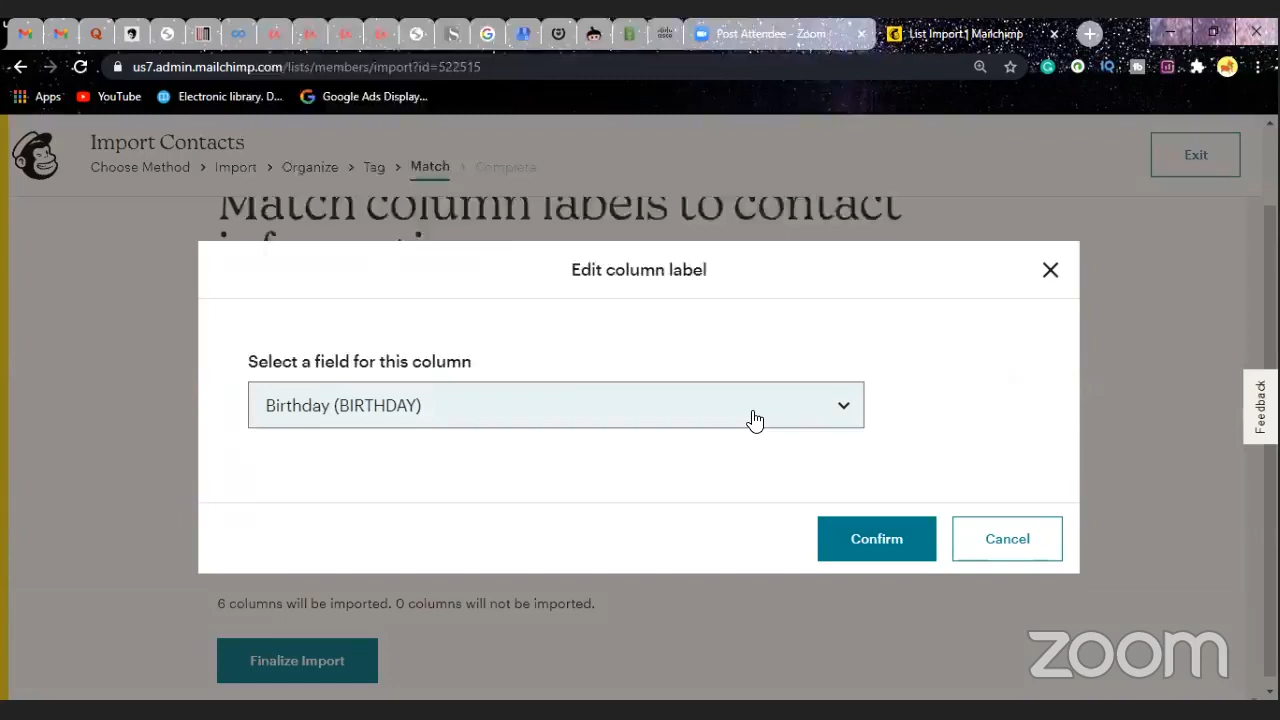 Post Attendee - Zoom
List Import | Mailchimp
us7.admin.mailchimp.com/lists/members/import?id=522515
Apps
YouTube
Electronic library. D...
Google Ads Display...
Import Contacts
Choose Method > Import > Organize > Tag > Match > Complete
Exit
Match column labels to contact
Edit column label
Select a field for this column
Birthday (BIRTHDAY)
Feedback
Confirm
Cancel
6 columns will be imported. 0 columns will not be imported.
Finalize Import
zoom